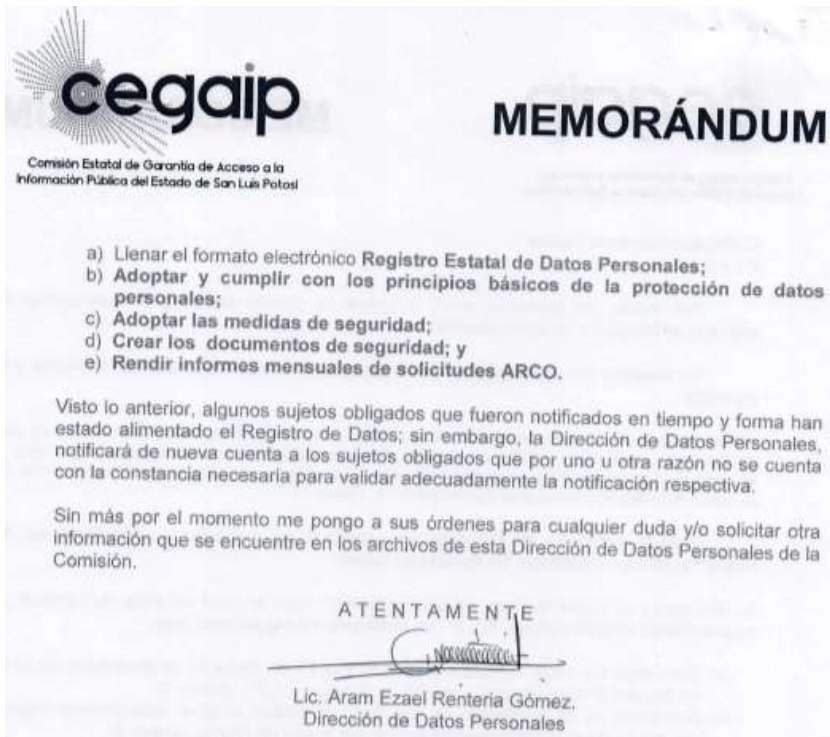 cegaip
MEMORÁNDUM
Comisión Estatal de Garantía de Acceso a la
Información Pública del Estado de San Luis Potosí
a) Llenar el formato electrónico Registro Estatal de Datos Personales;
b) Adoptar y cumplir con los principios básicos de la protección de datos
personales;
c) Adoptar las medidas de seguridad;
d) Crear los documentos de seguridad; y
e) Rendir informes mensuales de solicitudes ARCO.
Visto lo anterior, algunos sujetos obligados que fueron notificados en tiempo y forma han
estado alimentado el Registro de Datos; sin embargo, la Dirección de Datos Personales,
notificará de nueva cuenta a los sujetos obligados que por uno u otra razón no se cuenta
con la constancia necesaria para validar adecuadamente la notificación respectiva.
Sin más por el momento me pongo a sus órdenes para cualquier duda y/o solicitar otra
información que se encuentre en los archivos de esta Dirección de Datos Personales de la
Comisión.
ATENTAMENTE
Lic. Aram Ezael Rentería Gómez.
Dirección de Datos Personales